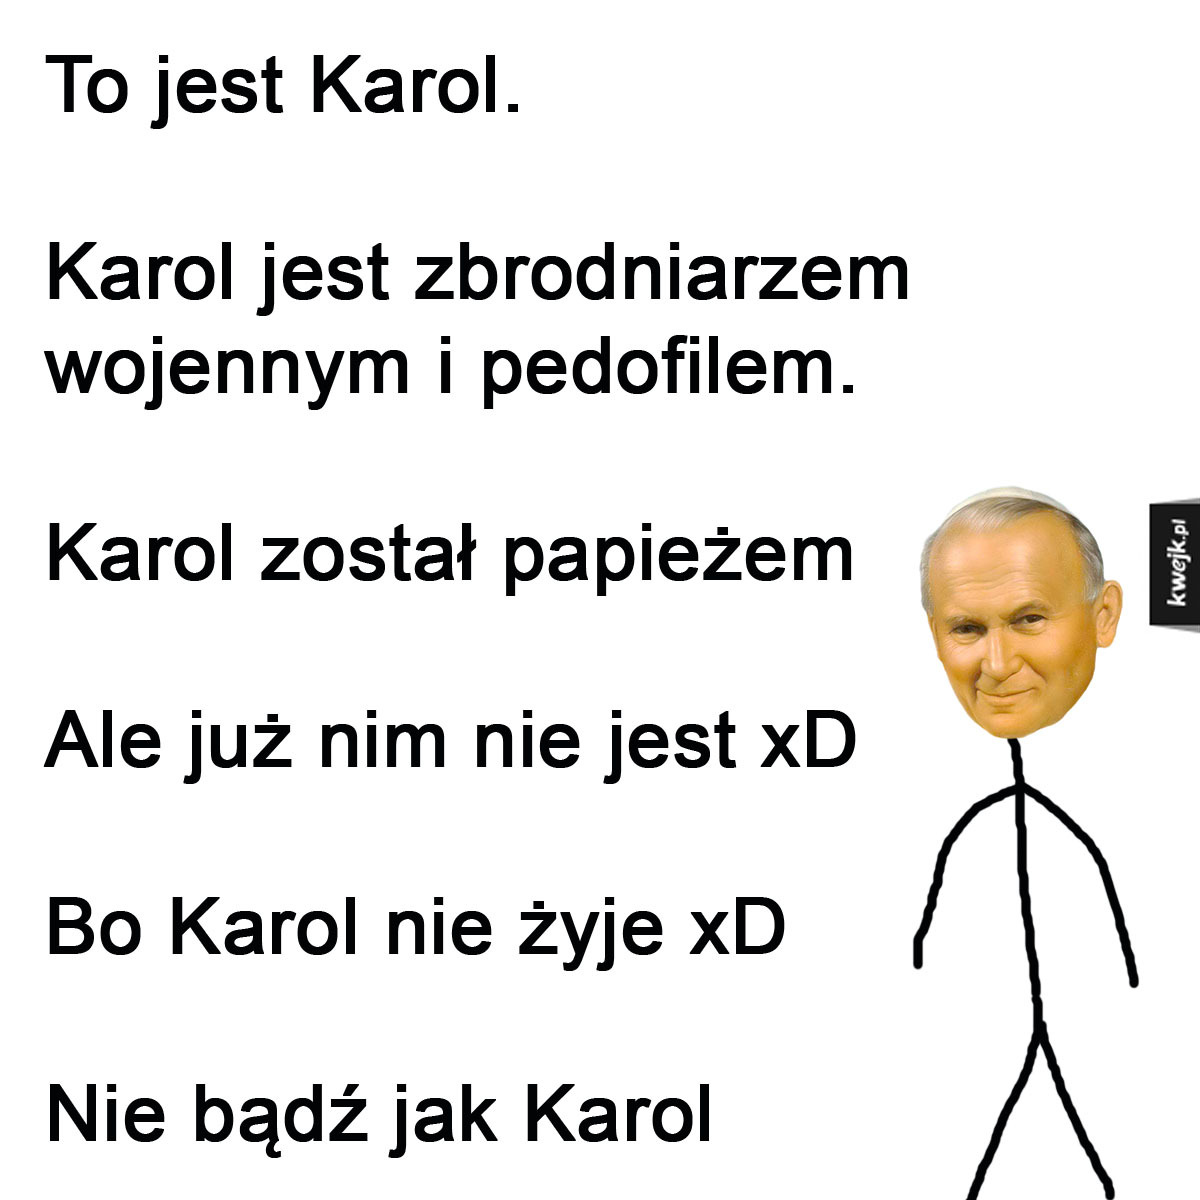 To jest Karol.
Karol jest zbrodniarzem
wojennym i pedofilem.
Karol został papieżem
Ale już nim nie jest xD
Bo Karol nie żyje xD
Nie bądź jak Karol
kwejk.pl